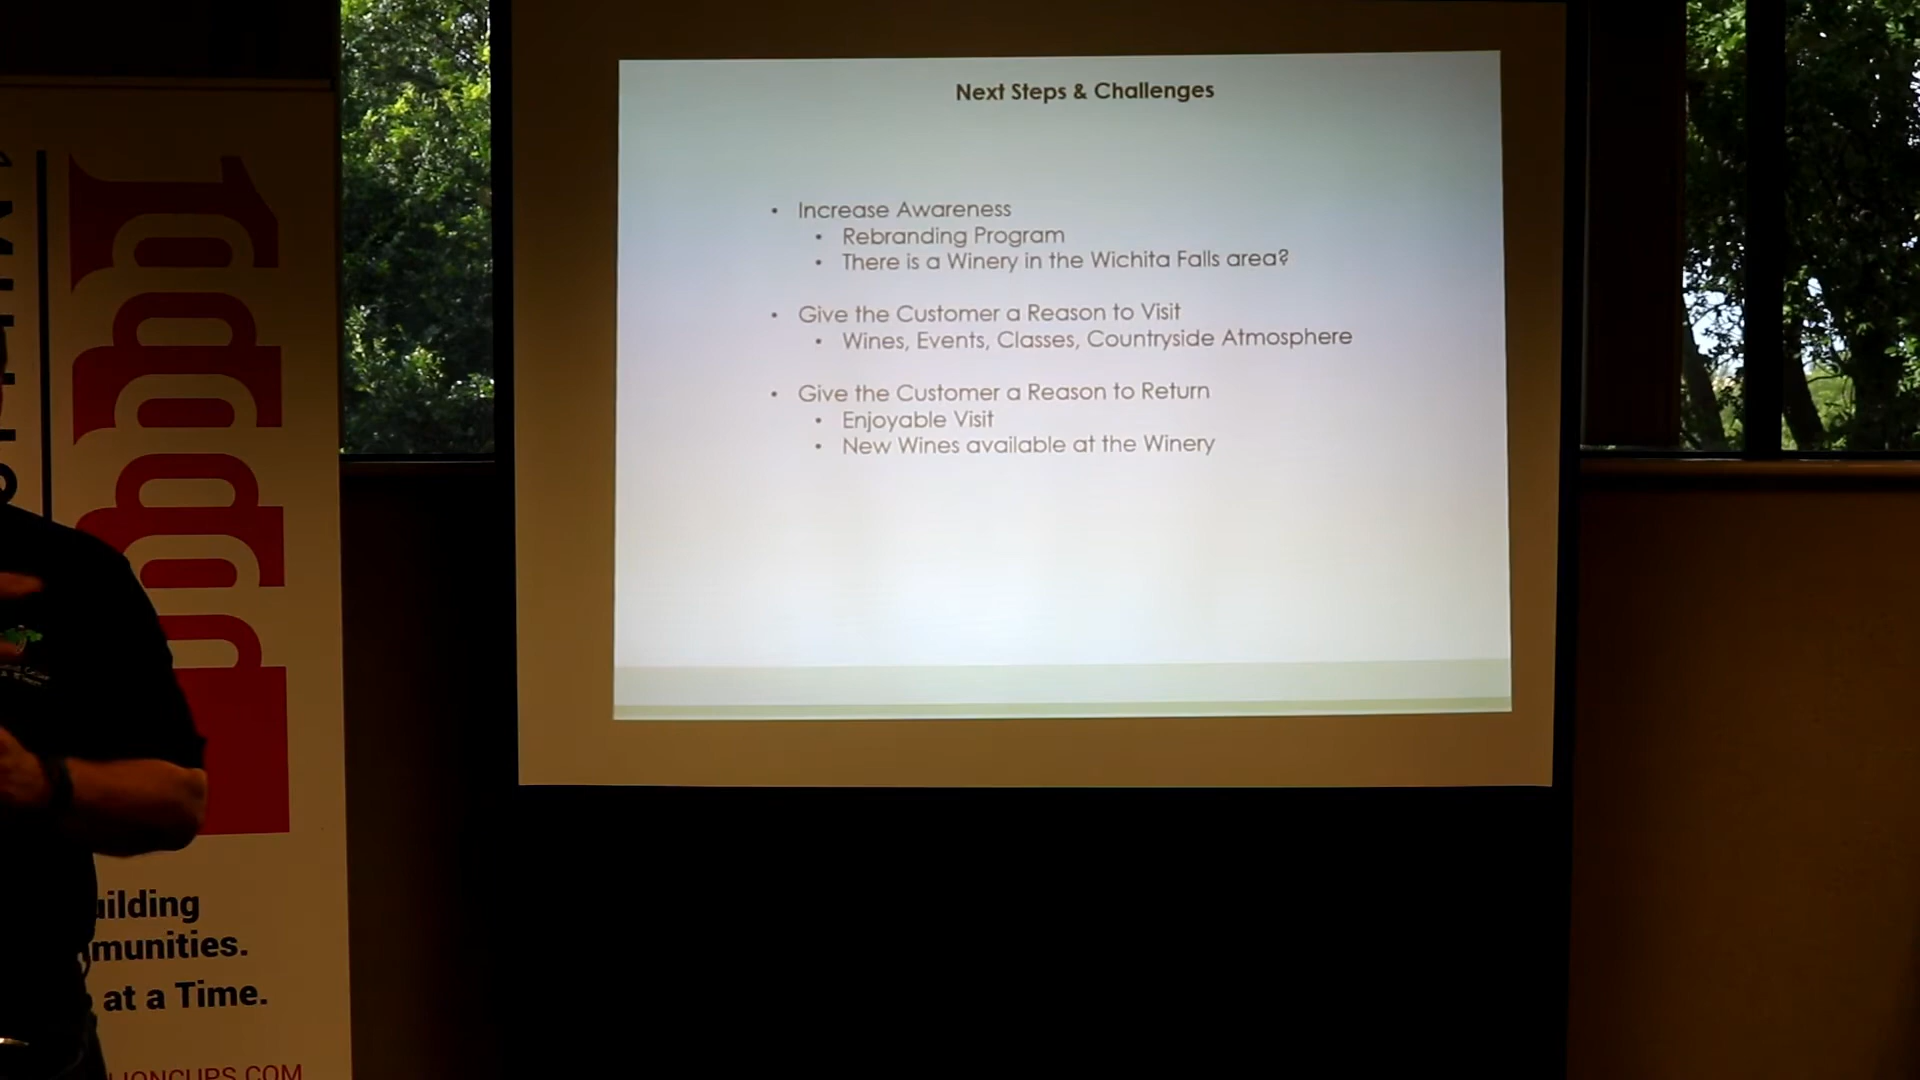 Next Steps & Challenges
• Increase Awareness
• Rebranding Program
• There is a Winery in the Wichita Falls area?
• Give the Customer a Reason to Visit
• Wines, Events, Classes, Countryside Atmosphere
• Give the Customer a Reason to Return
• Enjoyable Visit
• New Wines available at the Winery
uilding
munities.
at a Time.
LIONCUPS.COM